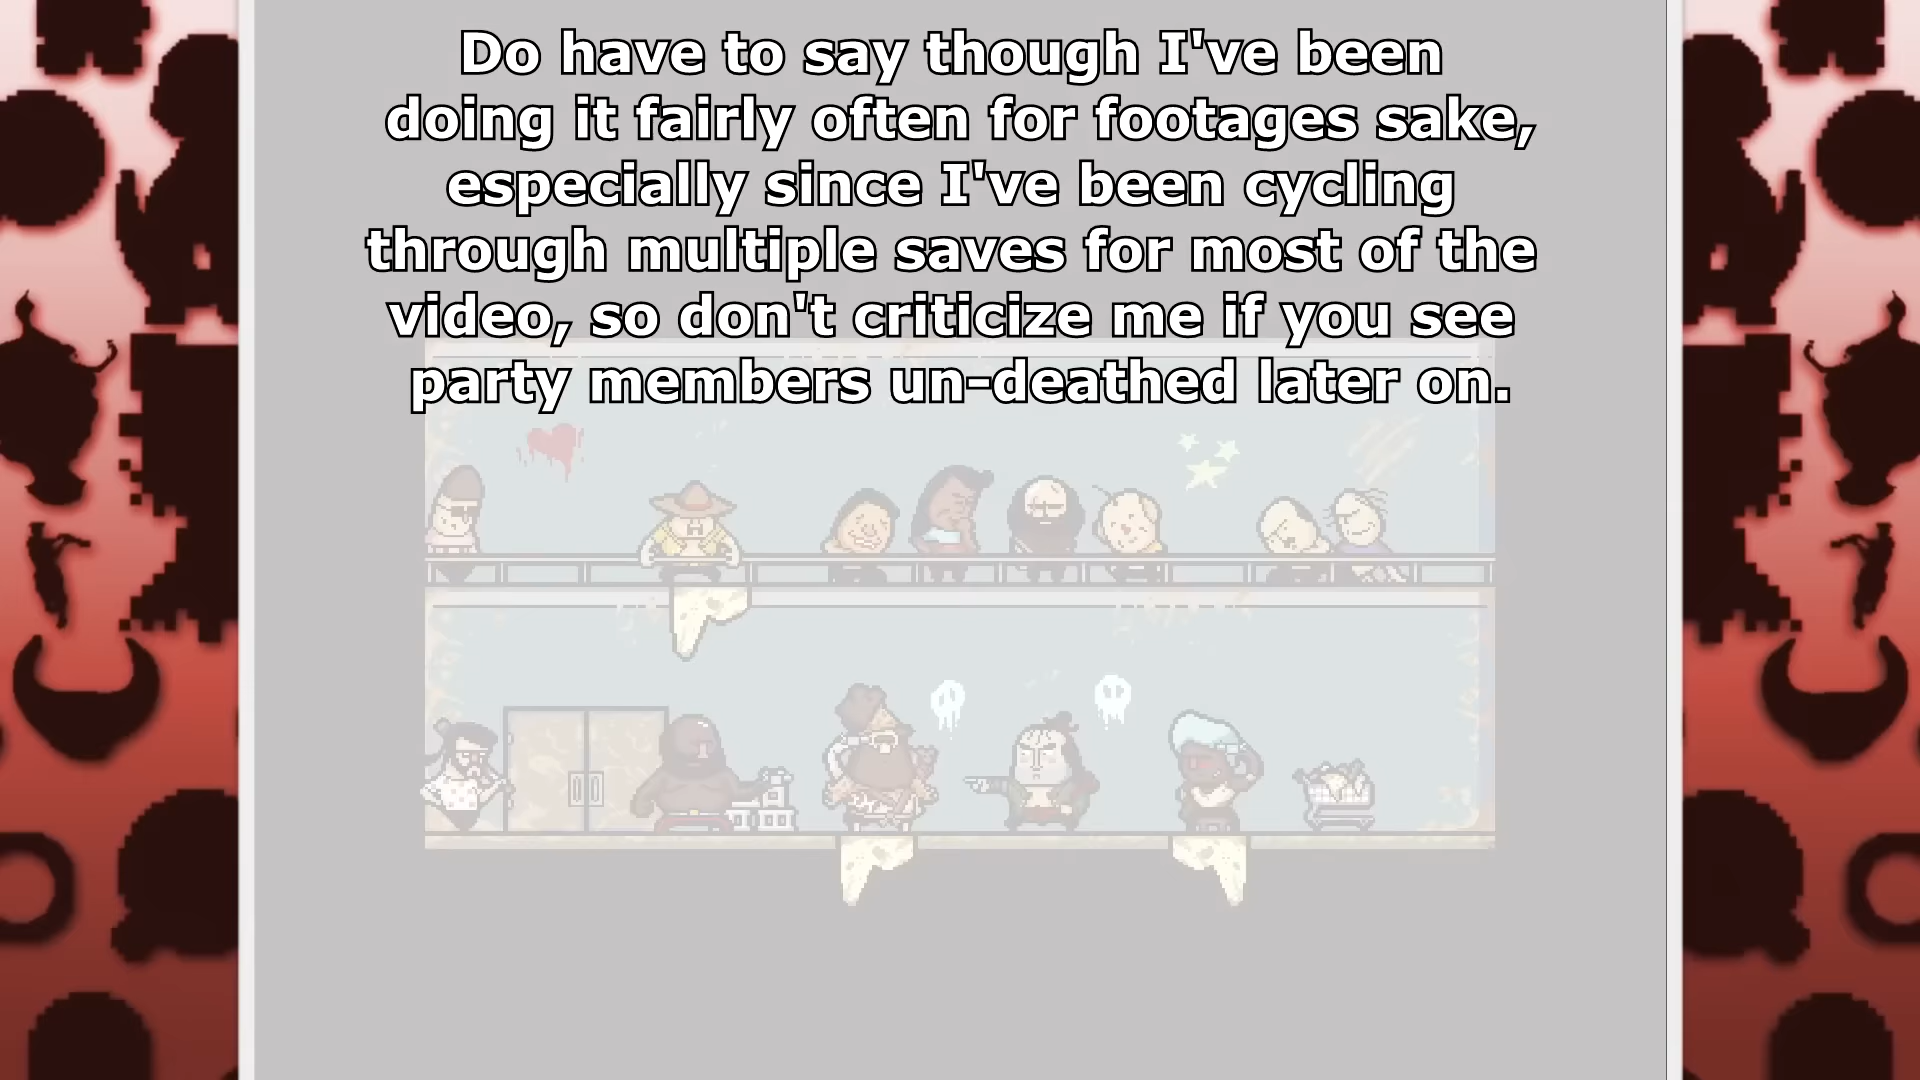 Do have to say though I've been
doing it fairly often for footages sake,
especially since I've been cycling
through multiple saves for most of the
video, so don't criticize me if you see
party members un-deathed later on.